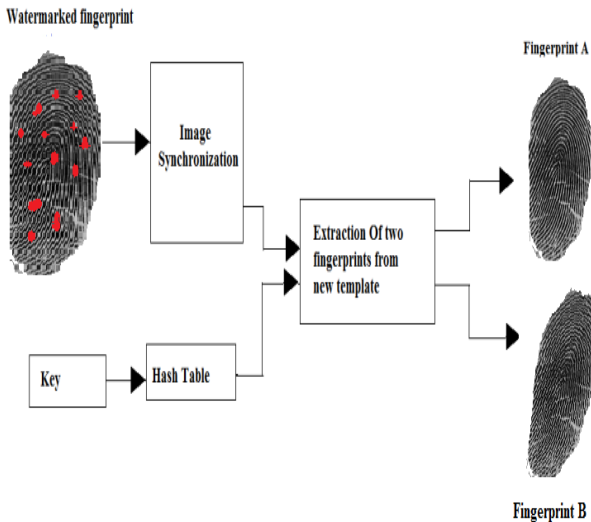 Watermarked fingerprint
Image
Synchronization
Fingerprint A
Extraction Of two
fingerprints from
new template
Key
Hash Table
Fingerprint B